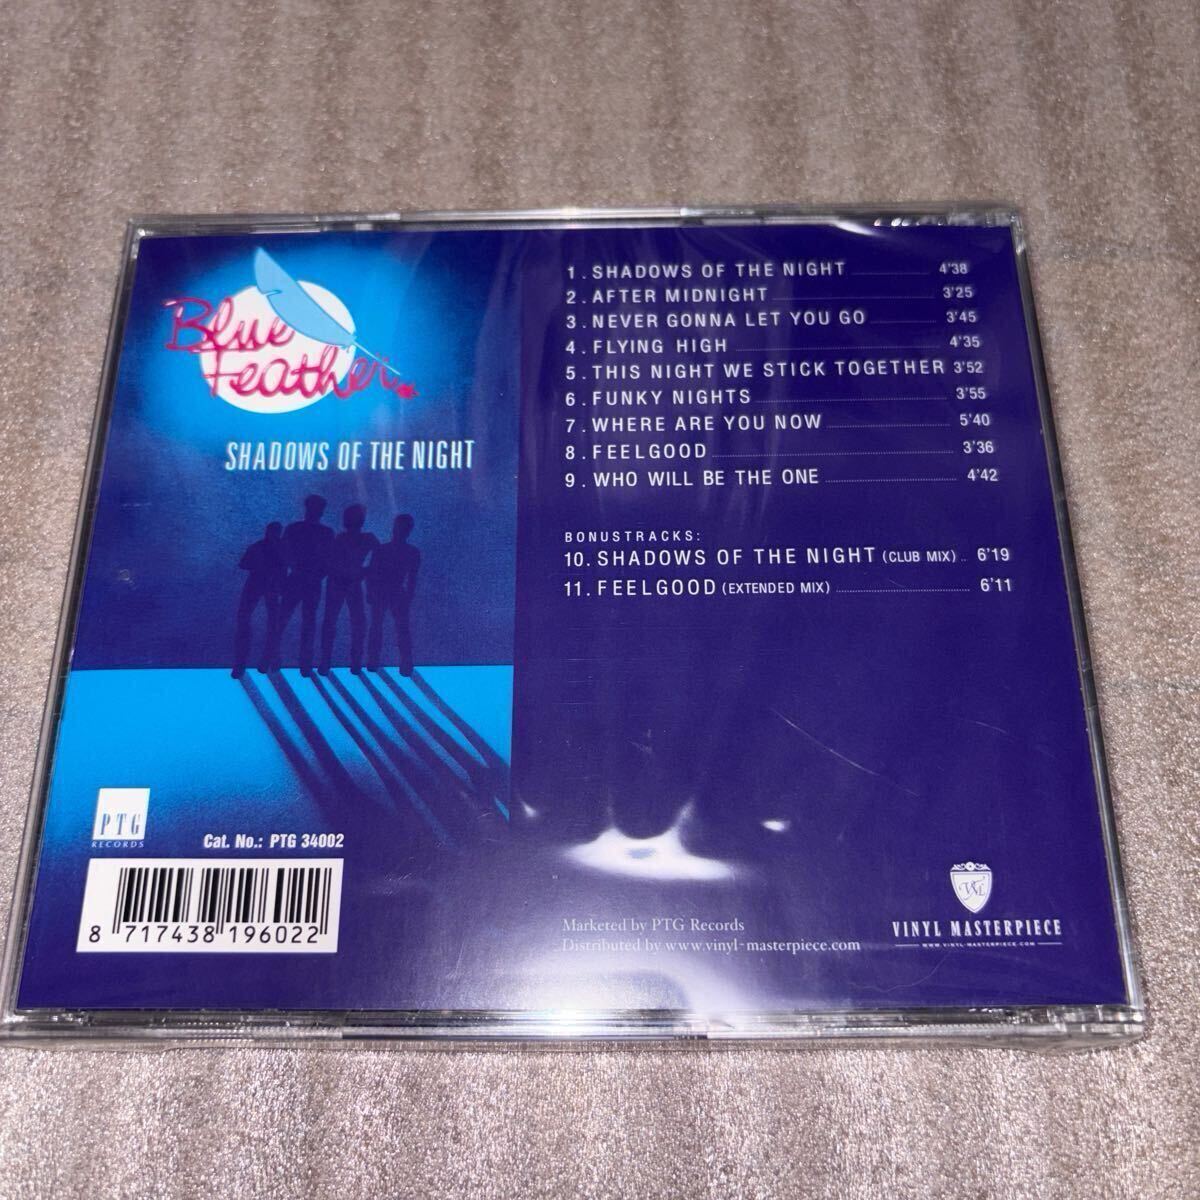 Blue
Feather
SHADOWS OF THE NIGHT
1. SHADOWS OF THE NIGHT 4'38
2. AFTER MIDNIGHT 3'25
3. NEVER GONNA LET YOU GO 3'45
4. FLYING HIGH 4'35
5. THIS NIGHT WE STICK TOGETHER 3'52
6. FUNKY NIGHTS 3'55
7. WHERE ARE YOU NOW 5'40
8. FEELGOOD 3'36
9. WHO WILL BE THE ONE 4'42
BONUSTRACKS:
10. SHADOWS OF THE NIGHT (CLUB MIX) 6'19
11. FEELGOOD (EXTENDED MIX) 6'11
PTG
RECORDS
Cat. No.: PTG 34002
8 717438 196022
Marketed by PTG Records
Distributed by www.vinyl-masterpiece.com
VINYL MASTERPIECE
WWW.VINYL-MASTERPIECE.COM